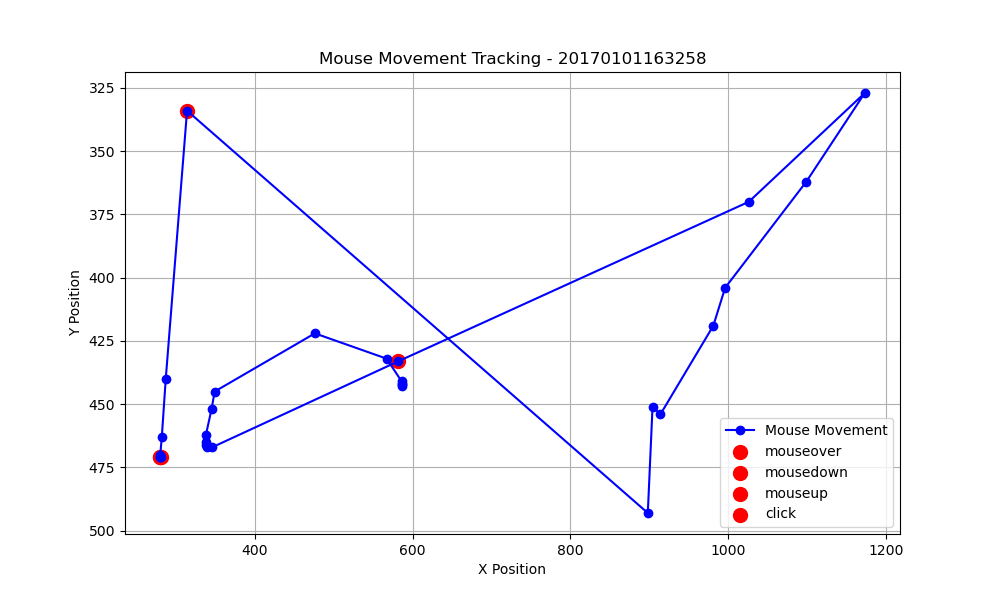 Mouse Movement Tracking - 20170101163258
325
350
375
400
425
450
475
500
Y Position
400
600
800
1000
1200
X Position
Mouse Movement
mouseover
mousedown
mouseup
click